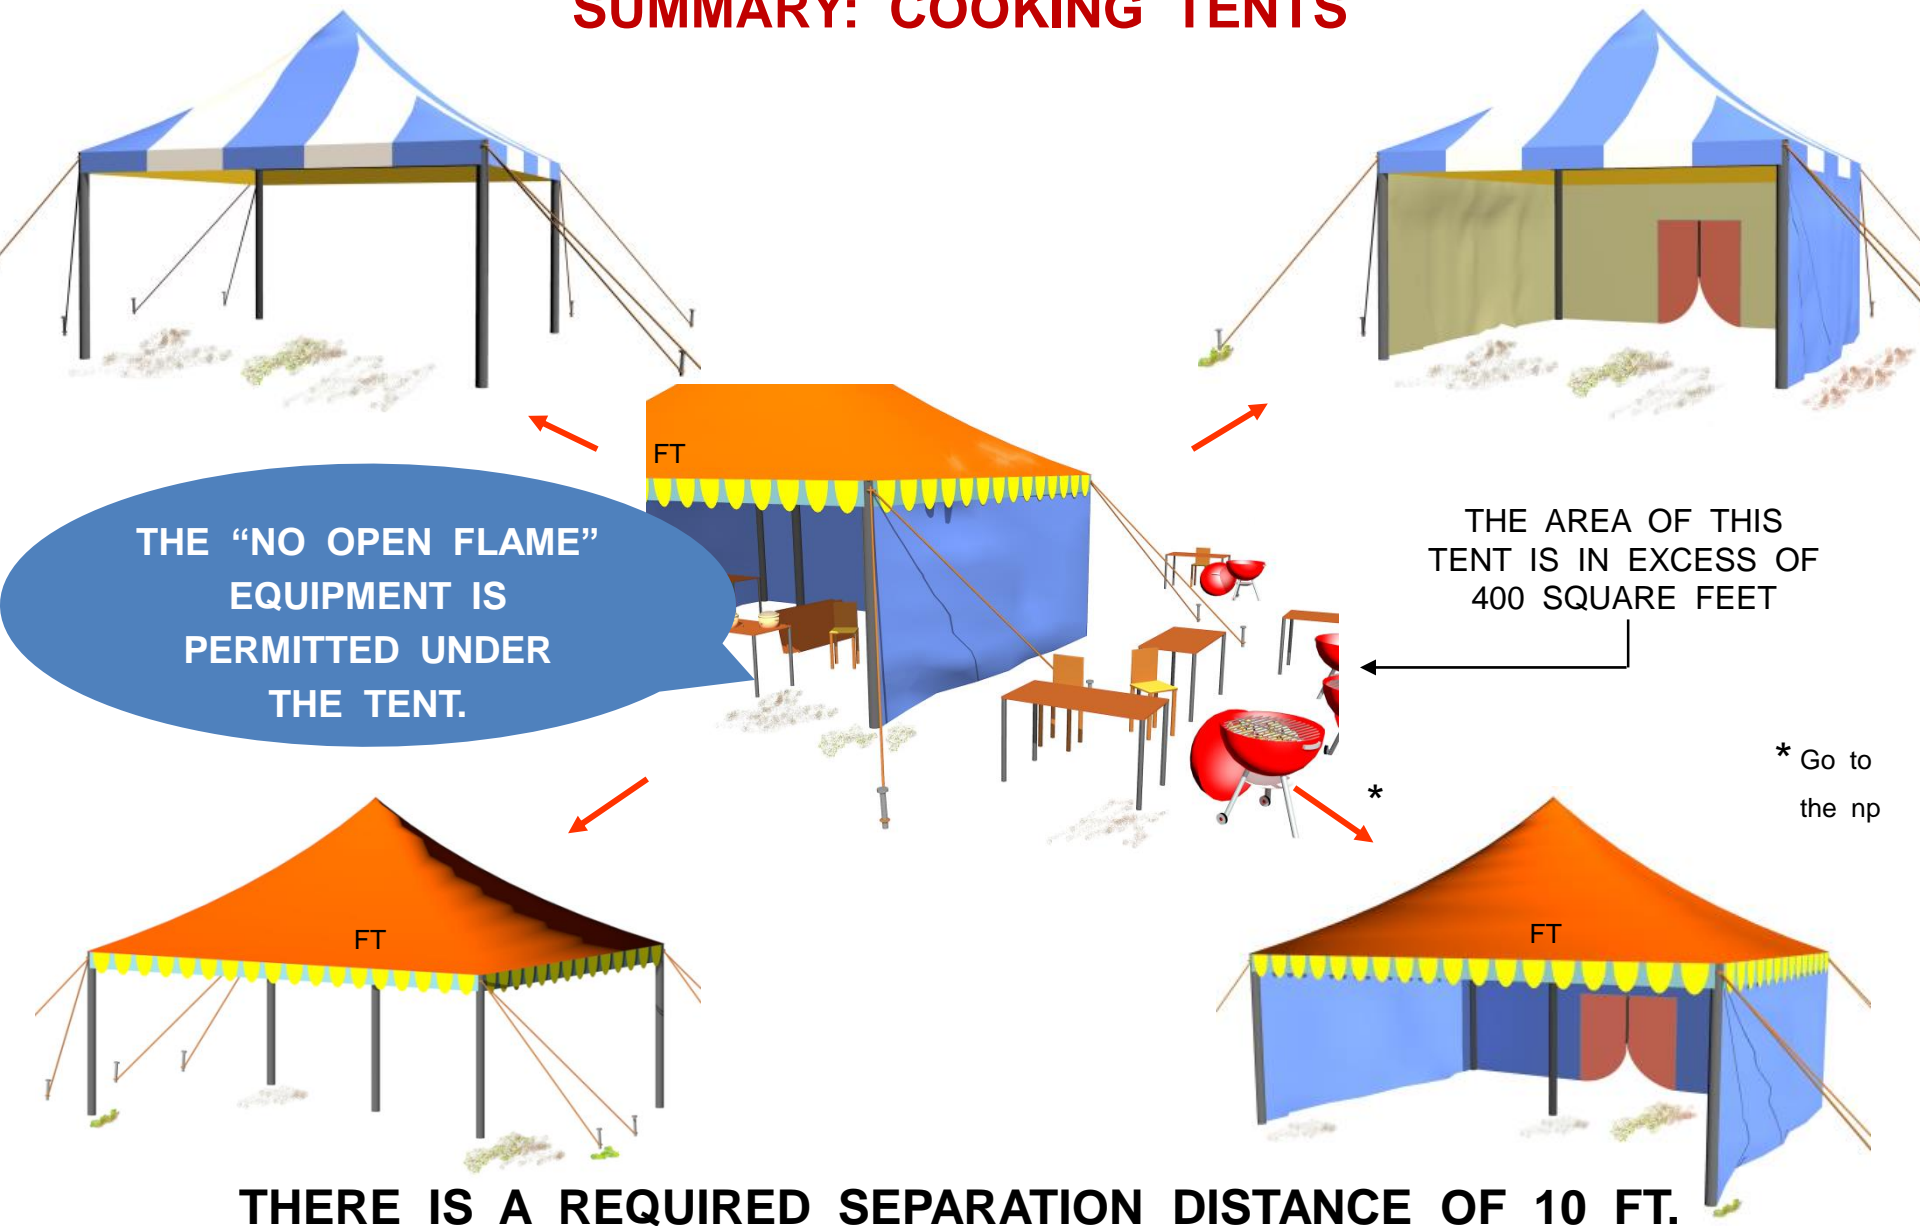 SUMMARY: COOKING TENTS
FT
THE “NO OPEN FLAME”
EQUIPMENT IS
PERMITTED UNDER
THE TENT.
THE AREA OF THIS
TENT IS IN EXCESS OF
400 SQUARE FEET
* Go to
the np
*
FT
FT
THERE IS A REQUIRED SEPARATION DISTANCE OF 10 FT.